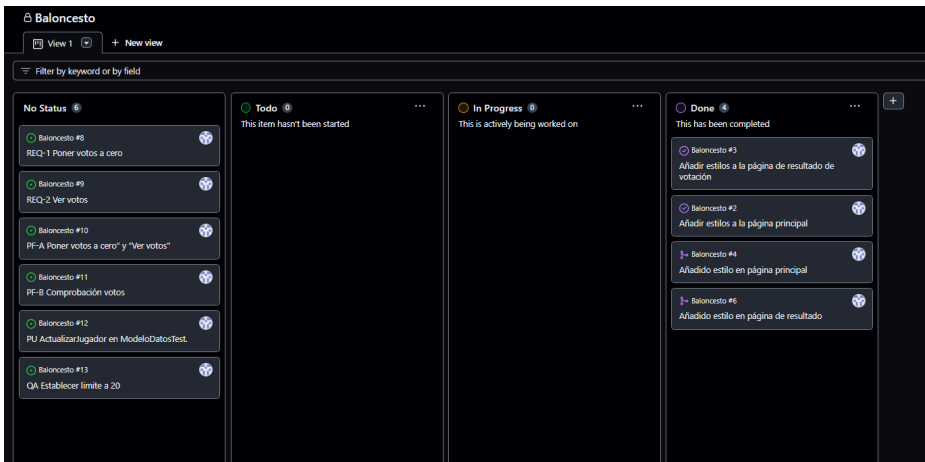 Baloncesto
View 1
+ New view
Filter by keyword or by field
No Status 6
Baloncesto #8
REQ-1 Poner votos a cero
Baloncesto #9
REQ-2 Ver votos
Baloncesto #10
PF-A Poner votos a cero" y "Ver votos"
Baloncesto #11
PF-B Comprobación votos
Baloncesto #12
PU ActualizarJugador en ModeloDatosTest.
Baloncesto #13
QA Establecer limite a 20
Todo 0 ...
This item hasn't been started
In Progress 0 ...
This is actively being worked on
Done 4 ...
This has been completed
Baloncesto #3
Añadir estilos a la página de resultado de
votación
Baloncesto #2
Añadir estilos a la página principal
Baloncesto #4
Añadido estilo en página principal
Baloncesto #6
Añadido estilo en página de resultado
+